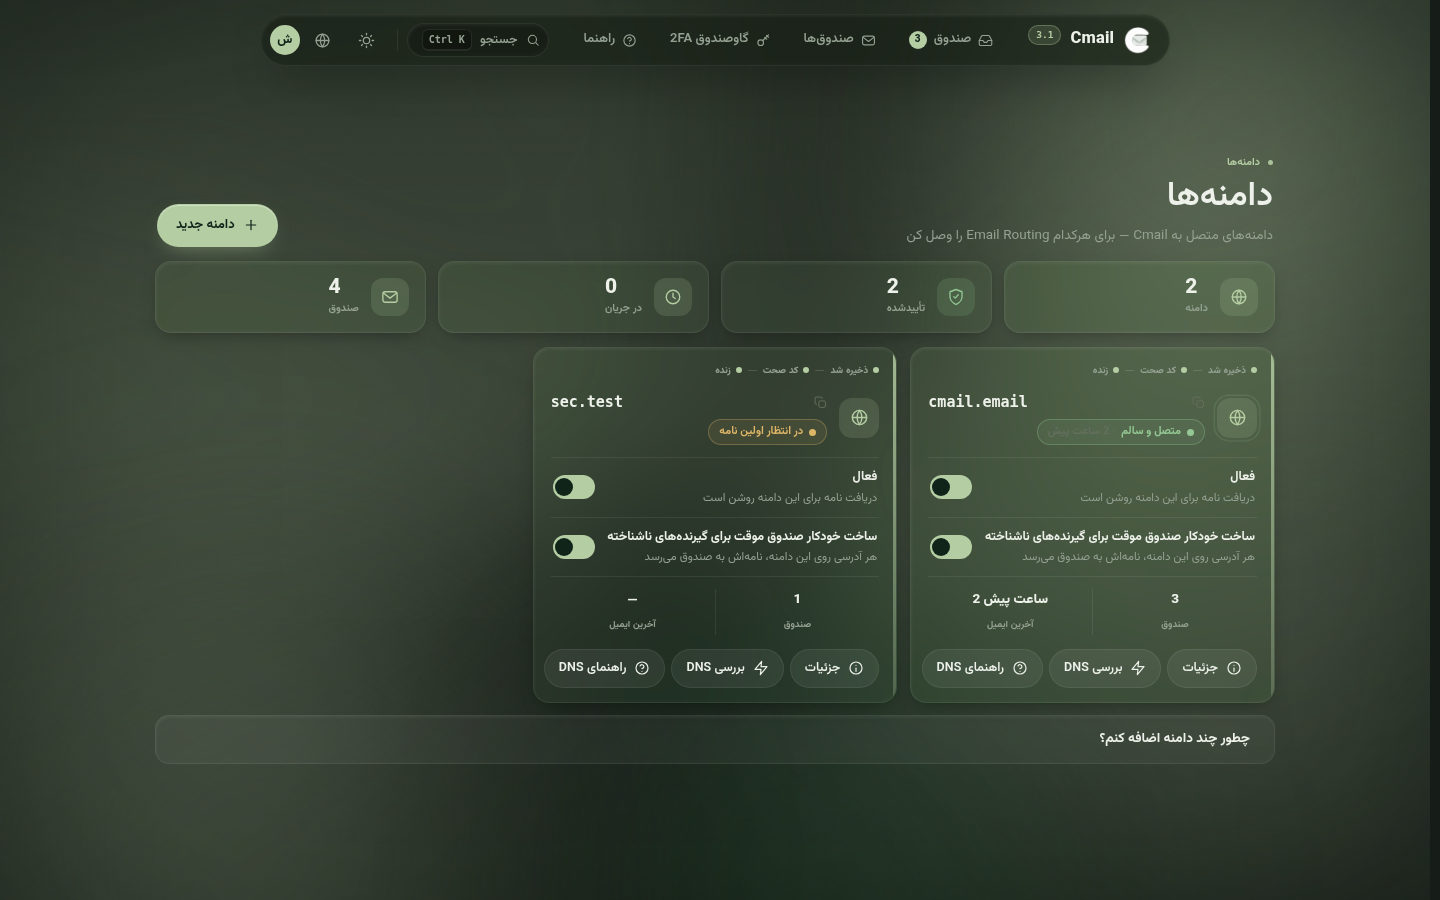 Cmail 3.1 صندوق 3 صندوق‌ها گاوصندوق 2FA راهنما جستجو Ctrl K ش
دامنه‌ها
دامنه‌ها
دامنه‌های متصل به Cmail — برای هرکدام Email Routing را وصل کن
دامنه جدید
2
دامنه
2
تأییدشده
0
در جریان
4
صندوق
ذخیره شد — کد صحت — زنده
cmail.email
متصل و سالم 2 ساعت پیش
فعال
دریافت نامه برای این دامنه روشن است
ساخت خودکار صندوق موقت برای گیرنده‌های ناشناخته
هر آدرسی روی این دامنه، نامه‌اش به صندوق می‌رسد
3
صندوق
ساعت پیش 2
آخرین ایمیل
جزئیات بررسی DNS راهنمای DNS
ذخیره شد — کد صحت — زنده
sec.test
در انتظار اولین نامه
فعال
دریافت نامه برای این دامنه روشن است
ساخت خودکار صندوق موقت برای گیرنده‌های ناشناخته
هر آدرسی روی این دامنه، نامه‌اش به صندوق می‌رسد
1
صندوق
—
آخرین ایمیل
جزئیات بررسی DNS راهنمای DNS
چطور چند دامنه اضافه کنم؟